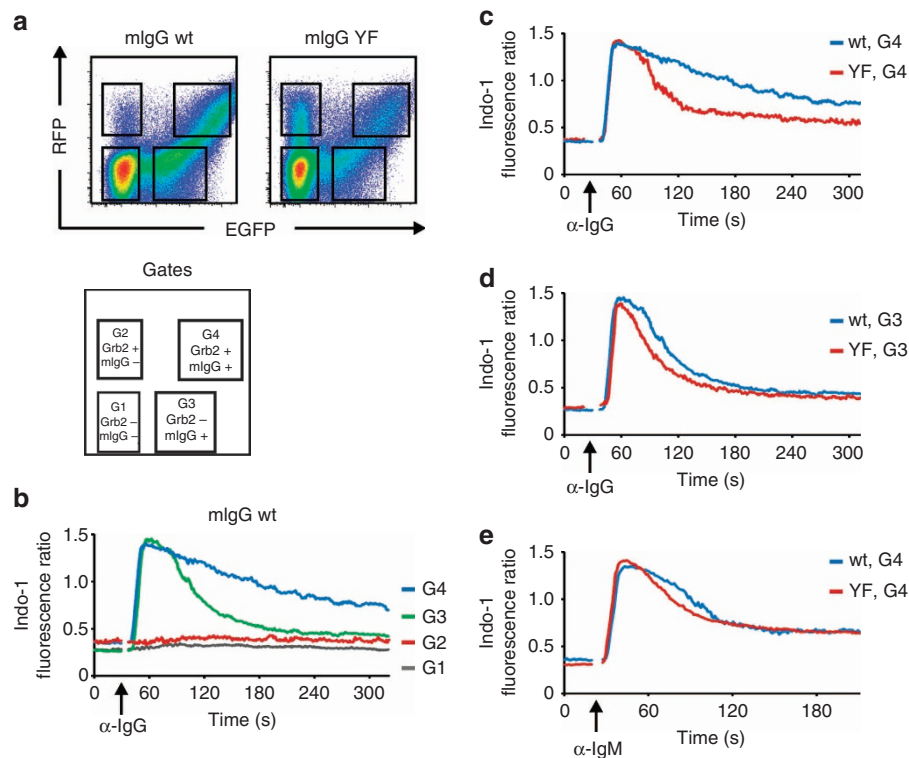 a
mIgG wt
mIgG YF
RFP
EGFP
Gates
G2
Grb2 +
mIgG –
G4
Grb2 +
mIgG +
G1
Grb2 –
mIgG –
G3
Grb2 –
mIgG +
b
mIgG wt
Indo-1
fluorescence ratio
1.5
1.0
0.5
0
0 60 120 180 240 300
α-IgG
Time (s)
G4
G3
G2
G1
c
Indo-1
fluorescence ratio
1.5
1.0
0.5
0
0 60 120 180 240 300
α-IgG
Time (s)
wt, G4
YF, G4
d
Indo-1
fluorescence ratio
1.5
1.0
0.5
0
0 60 120 180 240 300
α-IgG
Time (s)
wt, G3
YF, G3
e
Indo-1
fluorescence ratio
1.5
1.0
0.5
0
0 60 120 180
α-IgM
Time (s)
wt, G4
YF, G4